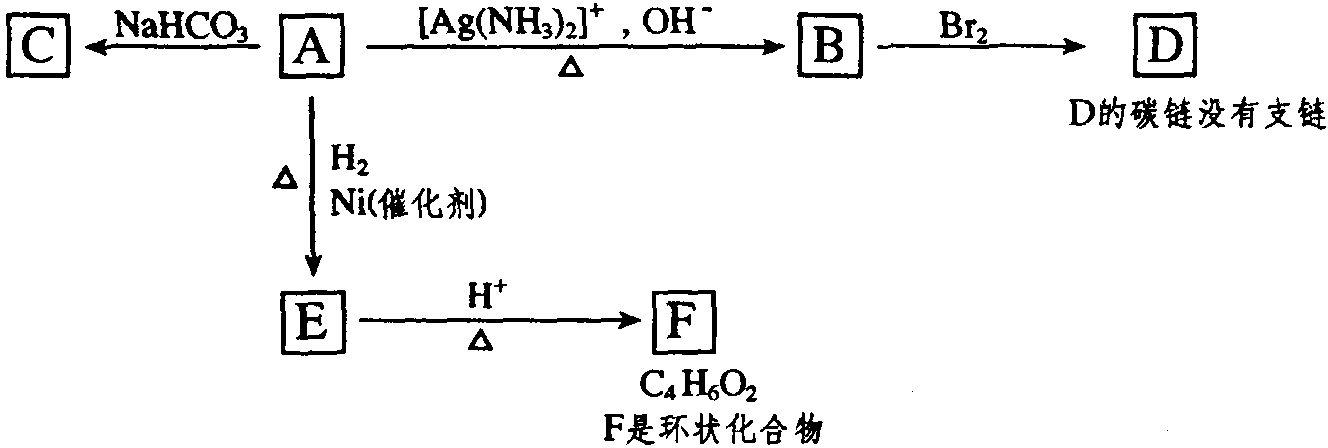 C NaHCO₃ A [Ag(NH₃)₂]⁺ , OH⁻ △ B Br₂ D
D的碳链没有支链
△ H₂
Ni(催化剂)
E H⁺ △ F
C₄H₆O₂
F是环状化合物